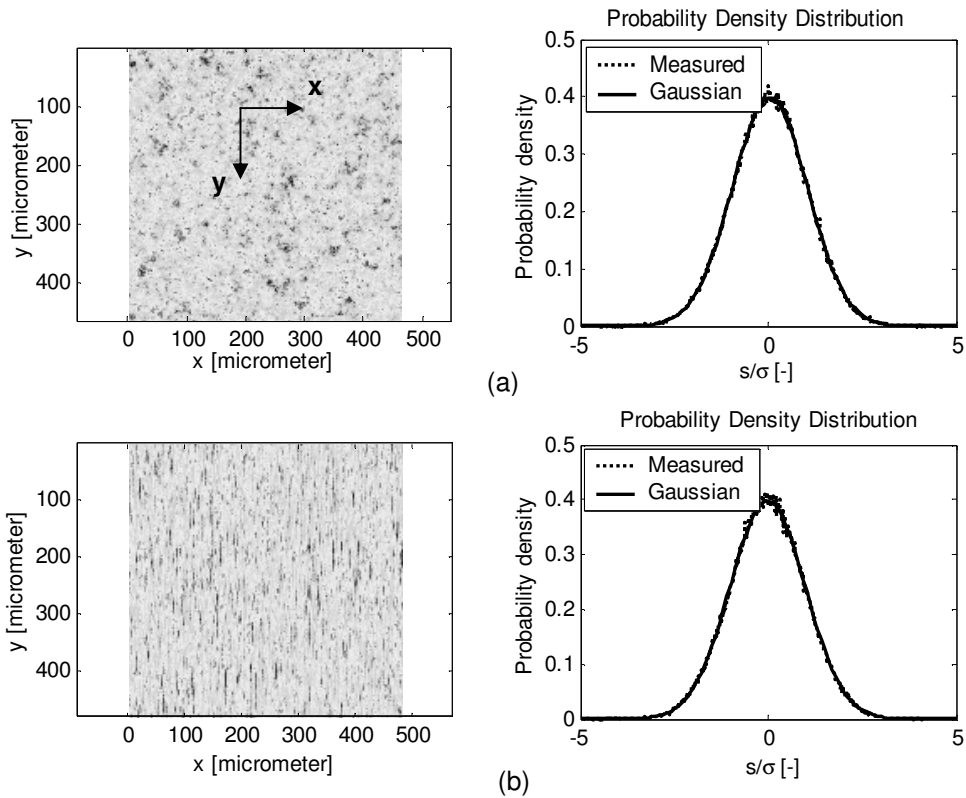 Probability Density Distribution
0.5
0.4
0.3
0.2
0.1
0
Measured
Gaussian
Probability density
-5
0
5
s/σ [-]
100
200
300
400
y [micrometer]
x
y
0
100
200
300
400
500
x [micrometer]
(a)
Probability Density Distribution
0.5
0.4
0.3
0.2
0.1
0
Measured
Gaussian
Probability density
-5
0
5
s/σ [-]
100
200
300
400
y [micrometer]
0
100
200
300
400
500
x [micrometer]
(b)